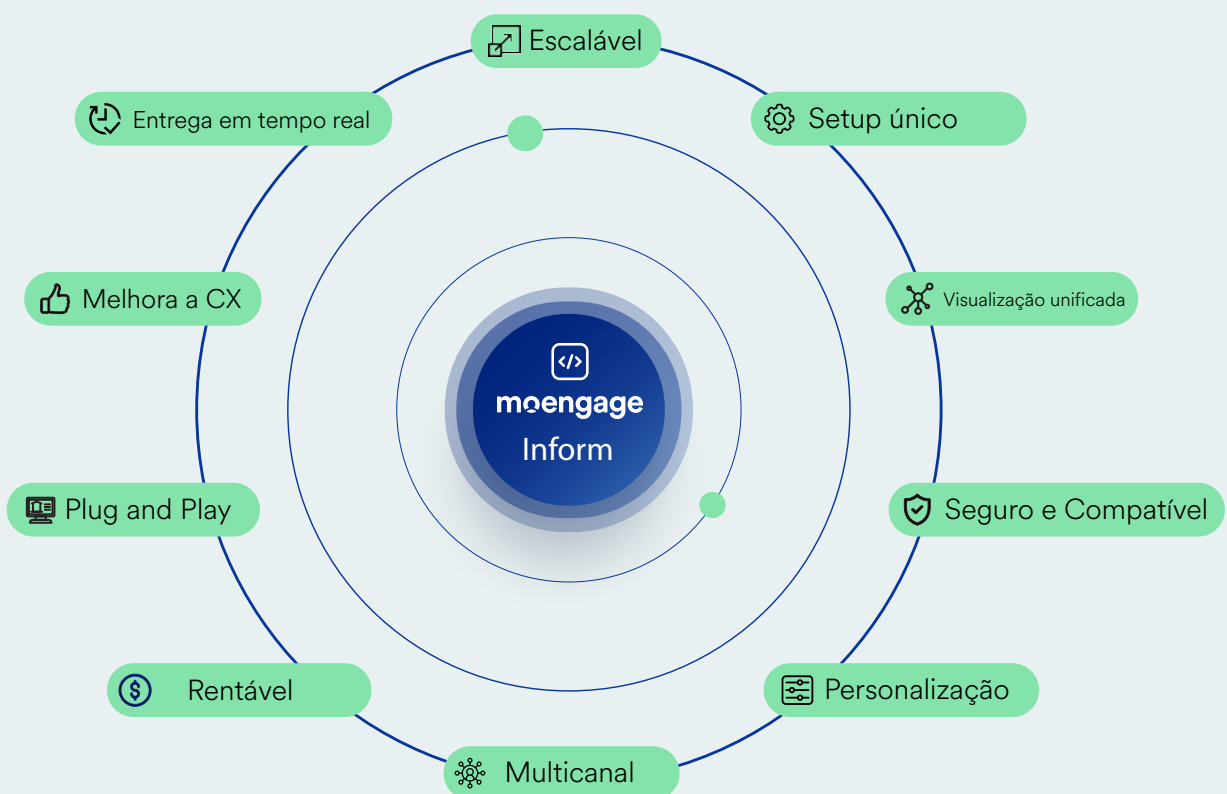 Escalável
Entrega em tempo real
Setup único
Melhora a CX
Visualização unificada
</>
moengage
Inform
Plug and Play
Seguro e Compatível
$ Rentável
Personalização
Multicanal